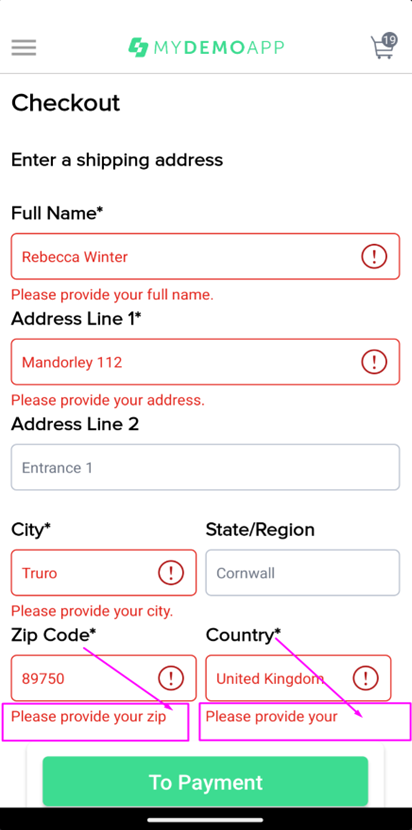 MYDEMOAPP
19
Checkout
Enter a shipping address
Full Name*
Rebecca Winter
Please provide your full name.
Address Line 1*
Mandorley 112
Please provide your address.
Address Line 2
Entrance 1
City* State/Region
Truro Cornwall
Please provide your city.
Zip Code* Country*
89750 United Kingdom
Please provide your zip Please provide your
To Payment